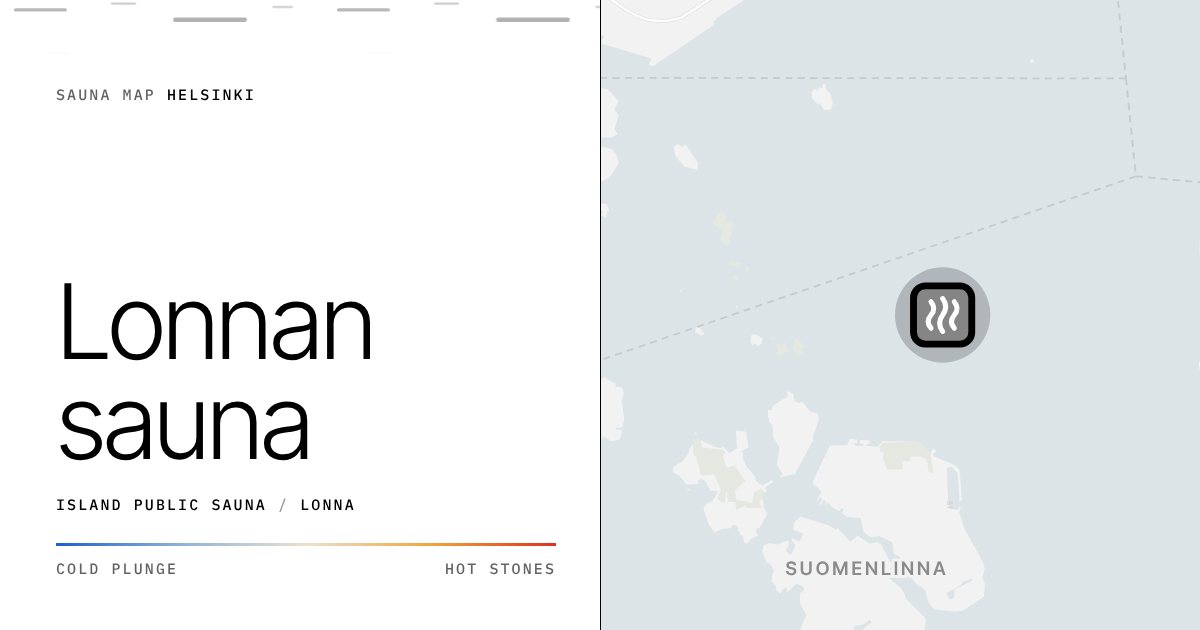 SAUNA MAP HELSINKI
Lonnan
sauna
ISLAND PUBLIC SAUNA / LONNA
COLD PLUNGE
HOT STONES
SUOMENLINNA